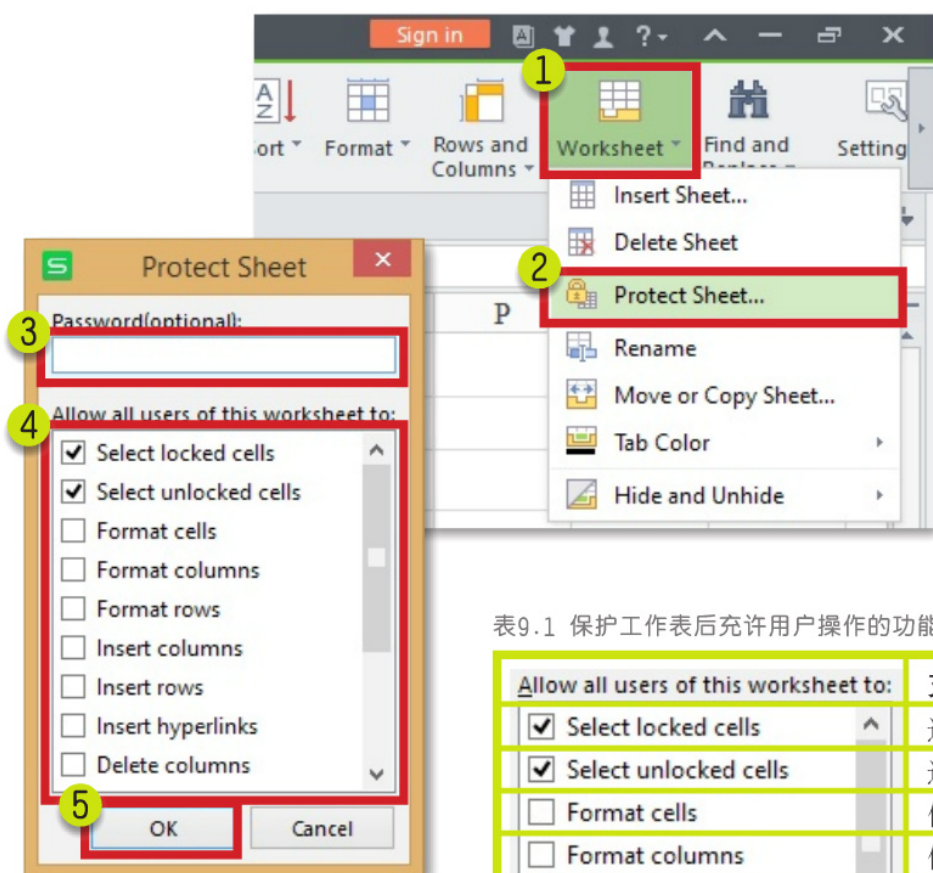 Sign in
1
ort
Format
Rows and
Columns
Worksheet
Find and
Setting
Insert Sheet...
Delete Sheet
2
Protect Sheet...
P
Rename
Move or Copy Sheet...
Tab Color
Hide and Unhide
Protect Sheet
3
Password(optional):
4
Allow all users of this worksheet to:
Select locked cells
Select unlocked cells
Format cells
Format columns
Format rows
Insert columns
Insert rows
Insert hyperlinks
Delete columns
5
OK
Cancel
表9.1 保护工作表后充许用户操作的功能
Allow all users of this worksheet to:
Select locked cells
Select unlocked cells
Format cells
Format columns